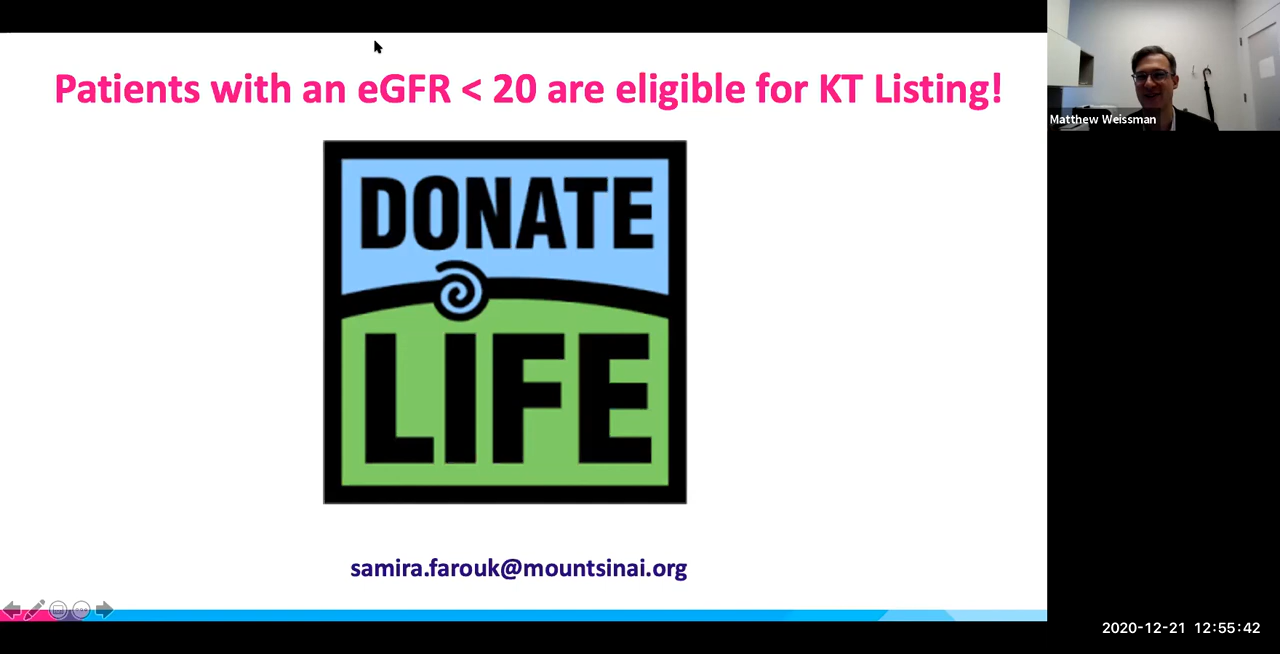 Patients with an eGFR < 20 are eligible for KT Listing!
DONATE
LIFE
samira.farouk@mountsinai.org
Matthew Weissman
2020-12-21 12:55:42